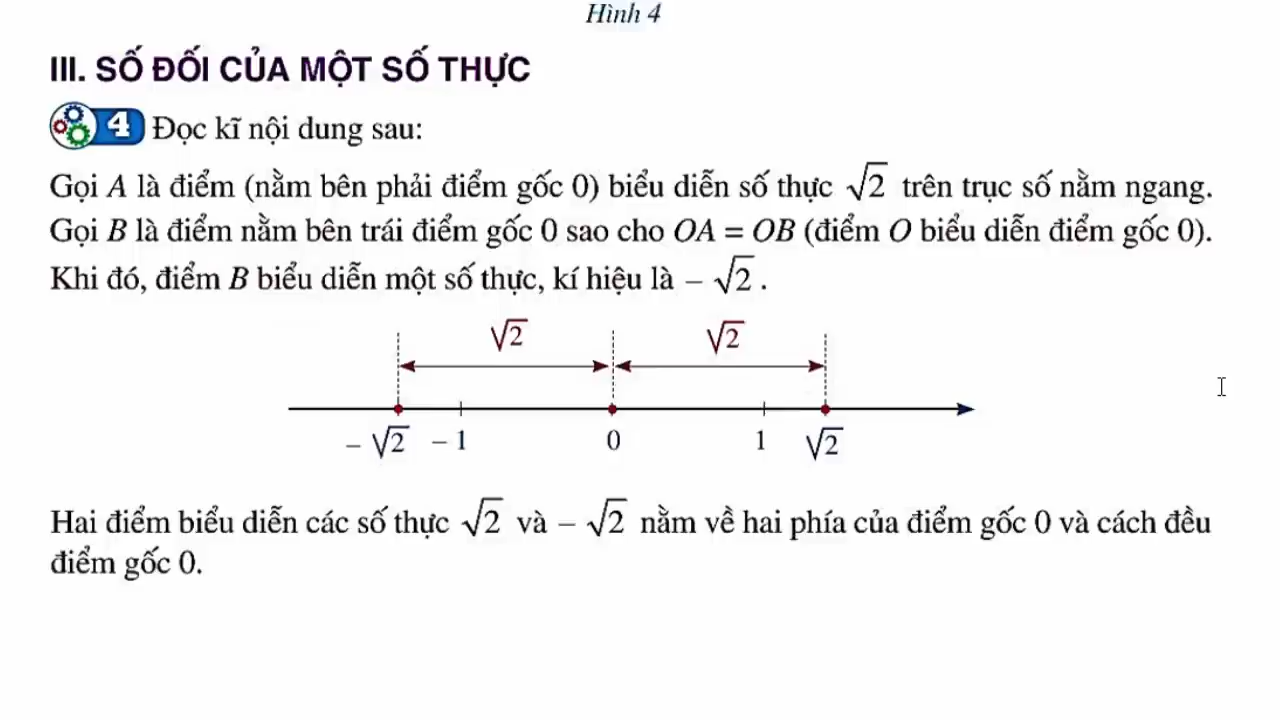 Hình 4
III. SỐ ĐỐI CỦA MỘT SỐ THỰC
4 Đọc kĩ nội dung sau:
Gọi A là điểm (nằm bên phải điểm gốc 0) biểu diễn số thực √2 trên trục số nằm ngang.
Gọi B là điểm nằm bên trái điểm gốc 0 sao cho OA = OB (điểm O biểu diễn điểm gốc 0).
Khi đó, điểm B biểu diễn một số thực, kí hiệu là – √2 .
√2 √2
– √2 – 1 0 1 √2
Hai điểm biểu diễn các số thực √2 và – √2 nằm về hai phía của điểm gốc 0 và cách đều
điểm gốc 0.